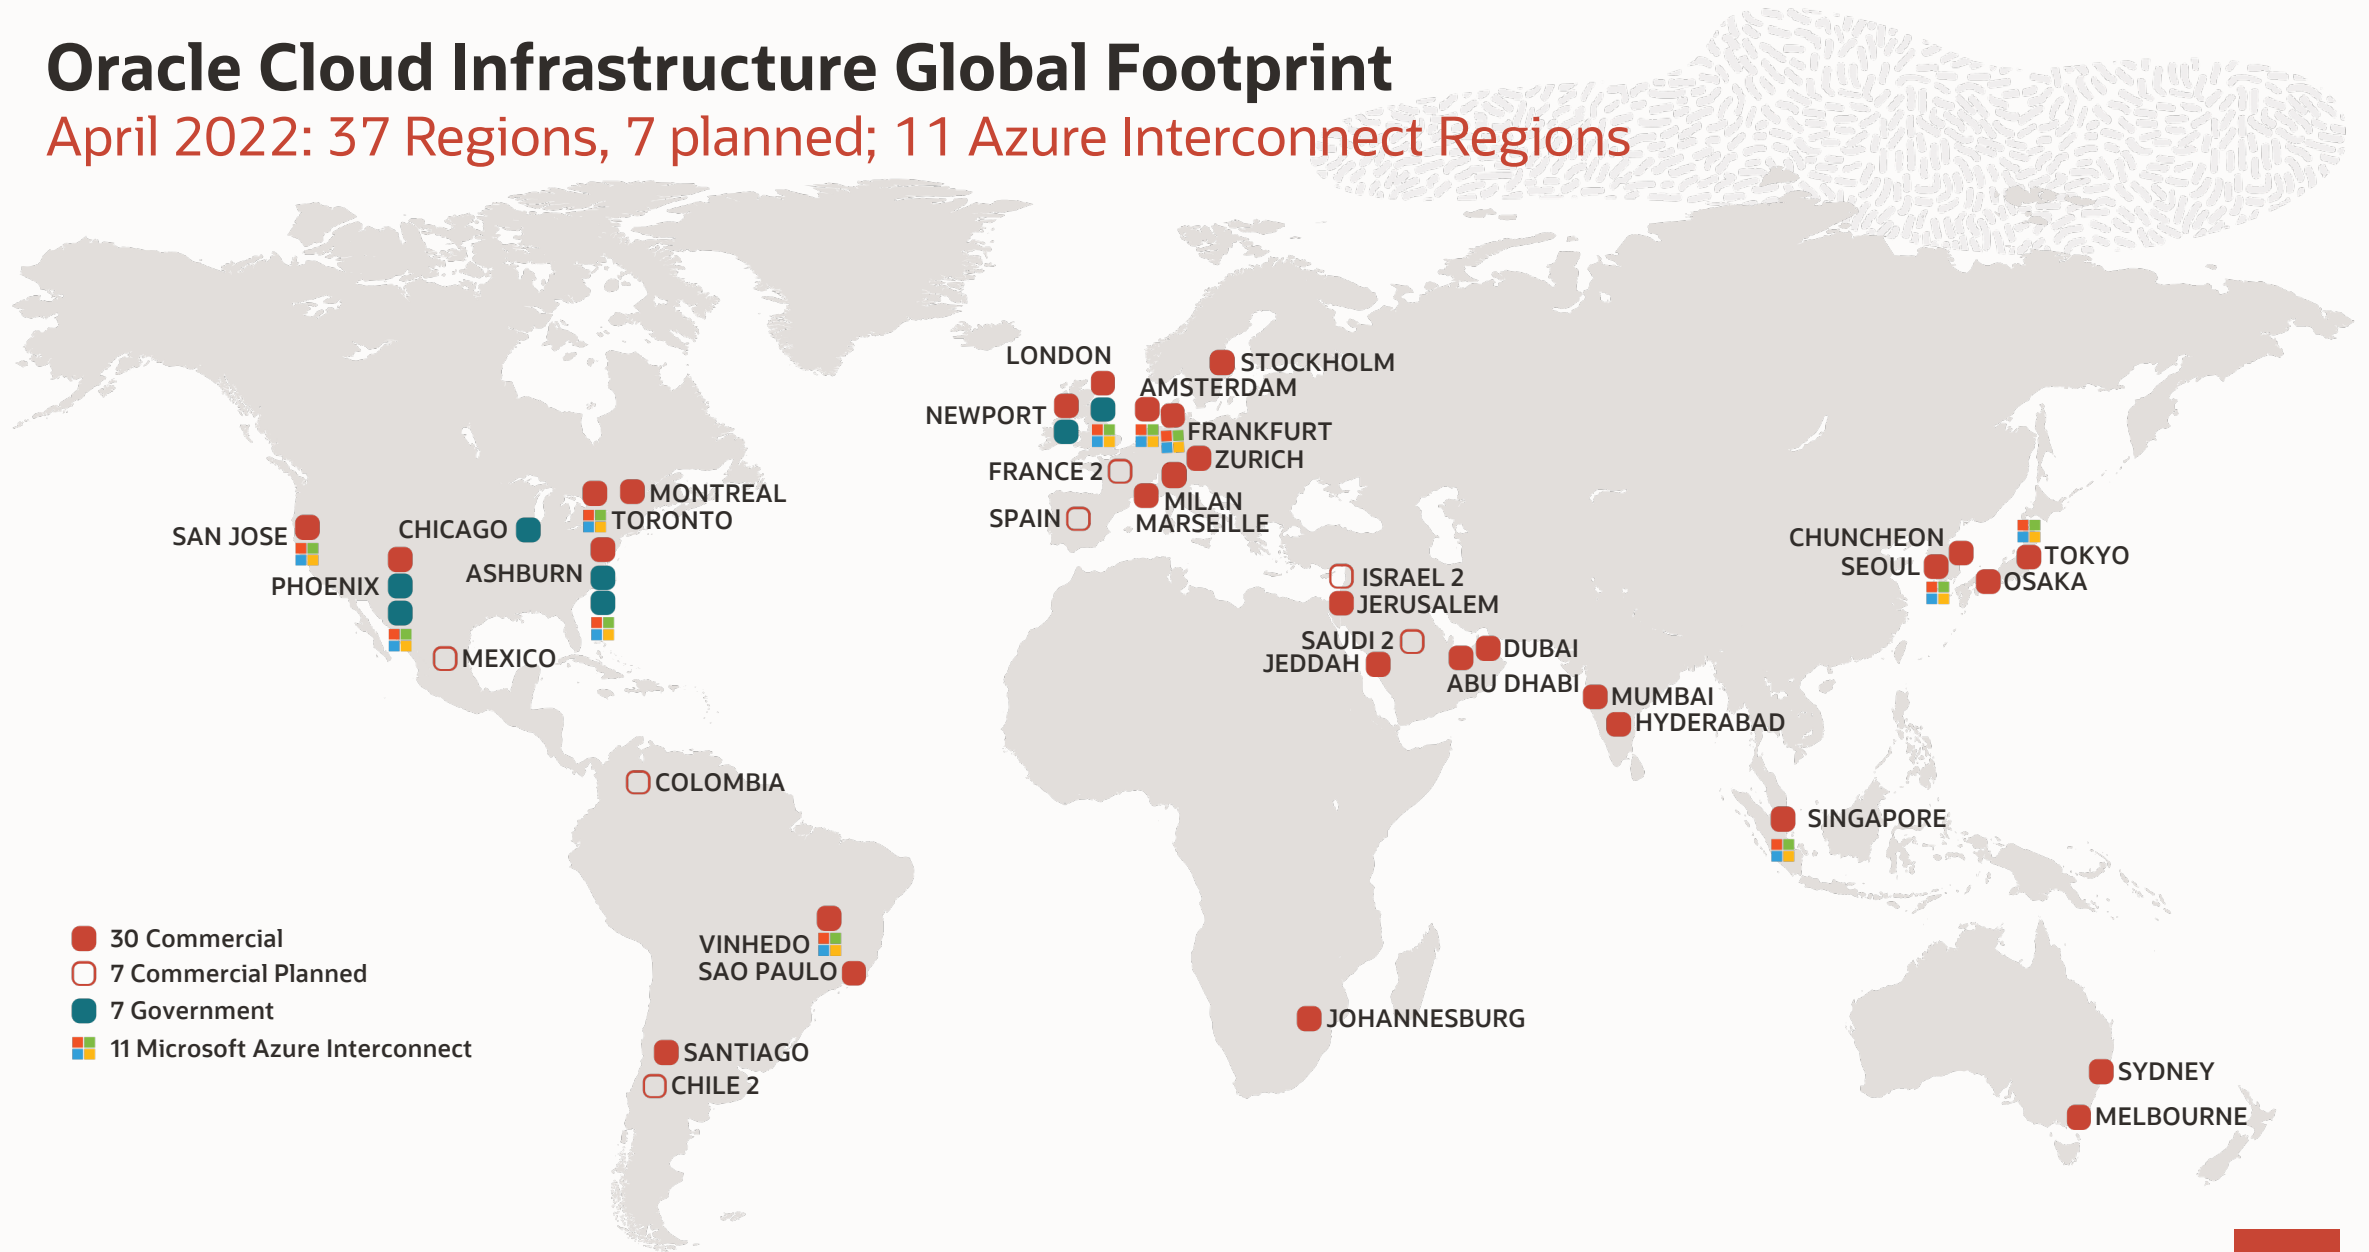 Oracle Cloud Infrastructure Global Footprint
April 2022: 37 Regions, 7 planned; 11 Azure Interconnect Regions
LONDON
STOCKHOLM
AMSTERDAM
NEWPORT
FRANKFURT
ZURICH
FRANCE 2
MILAN
SPAIN
MARSEILLE
MONTREAL
TORONTO
CHICAGO
SAN JOSE
ASHBURN
PHOENIX
MEXICO
CHUNCHEON
TOKYO
SEOUL
OSAKA
ISRAEL 2
JERUSALEM
SAUDI 2
DUBAI
JEDDAH
ABU DHABI
MUMBAI
HYDERABAD
COLOMBIA
SINGAPORE
VINHEDO
SAO PAULO
JOHANNESBURG
SANTIAGO
CHILE 2
SYDNEY
MELBOURNE
30 Commercial
7 Commercial Planned
7 Government
11 Microsoft Azure Interconnect